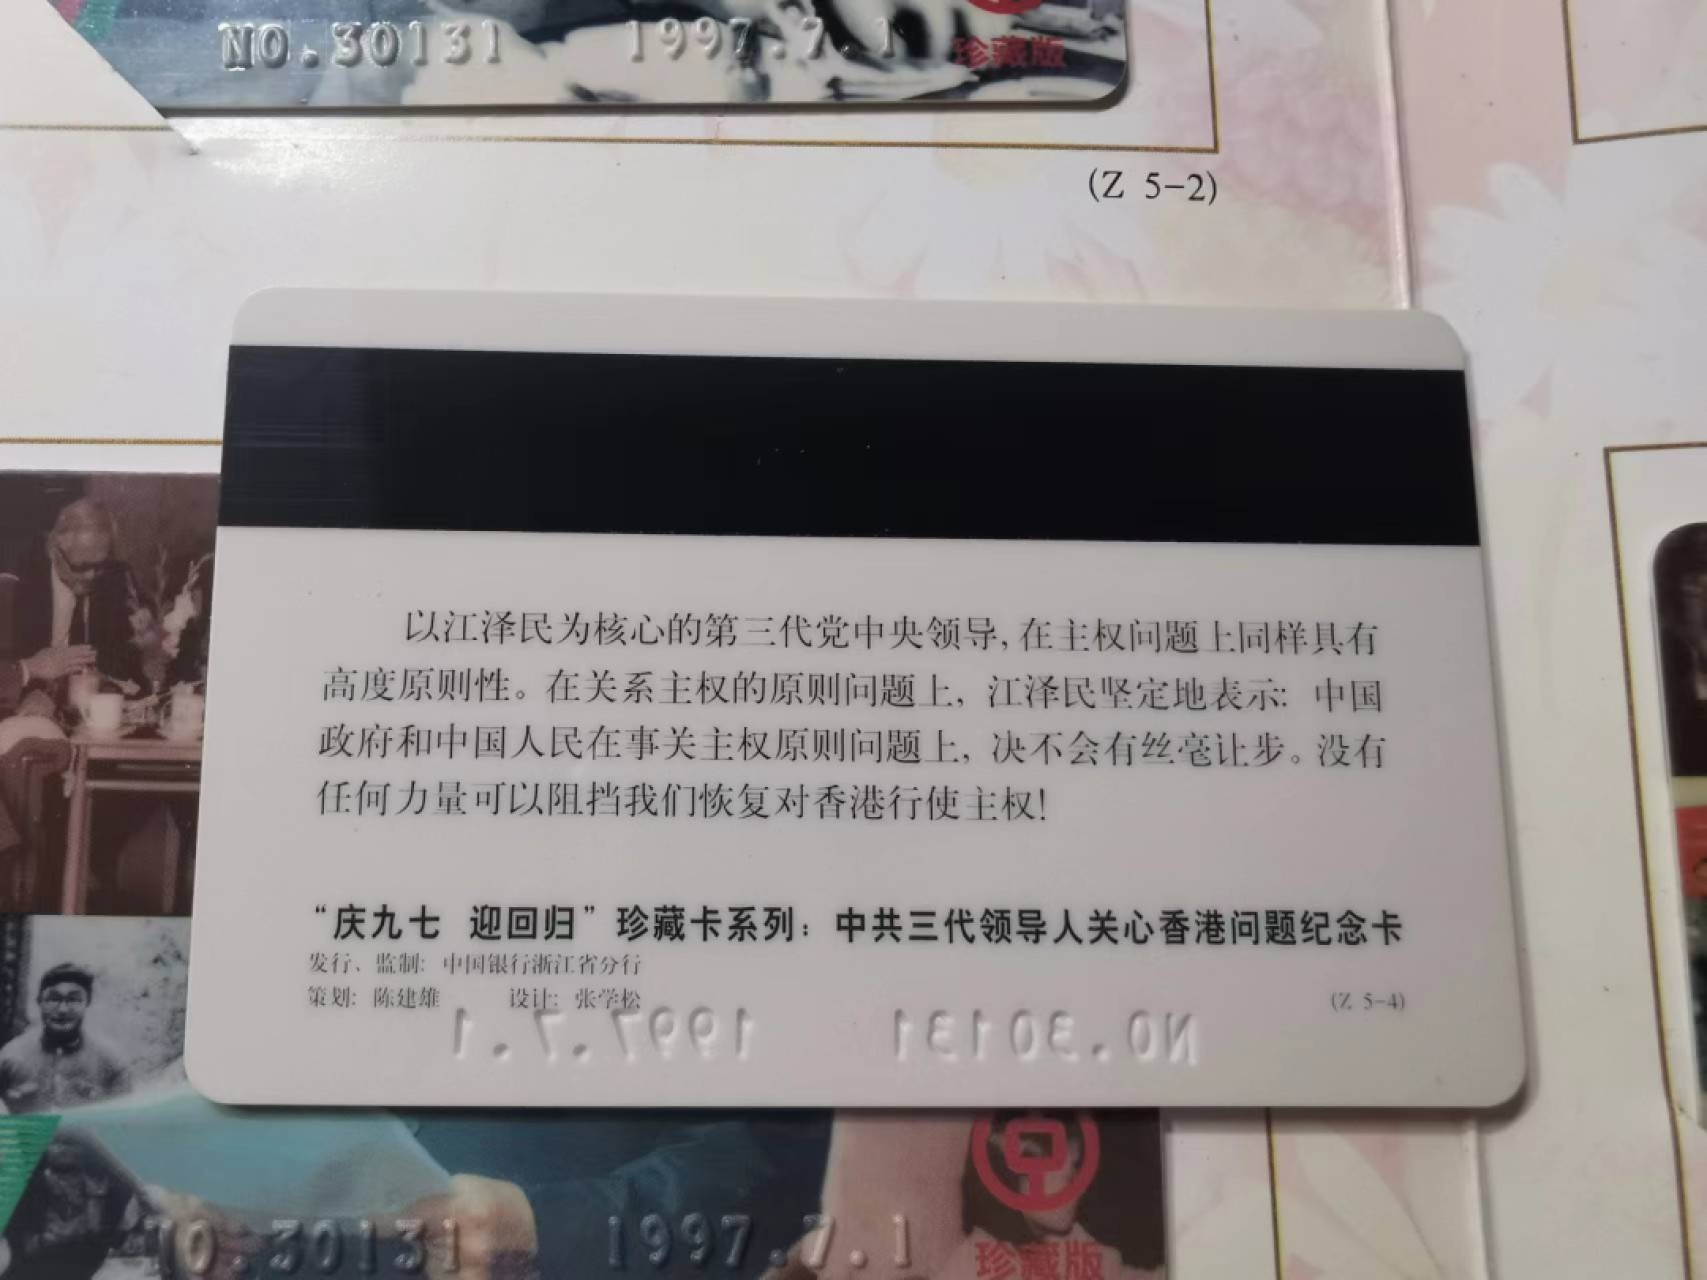 NO.30131 1997.7.1
珍藏版
(Z 5-2)
以江泽民为核心的第三代党中央领导,在主权问题上同样具有
高度原则性。在关系主权的原则问题上,江泽民坚定地表示:中国
政府和中国人民在事关主权原则问题上,决不会有丝毫让步。没有
任何力量可以阻挡我们恢复对香港行使主权!
“庆九七 迎回归”珍藏卡系列:中共三代领导人关心香港问题纪念卡
发行、监制:中国银行浙江省分行
策划:陈建雄 设计:张学松
(Z 5-4)
1997.7.1 NO.30131
NO.30131 1997.7.1
珍藏版